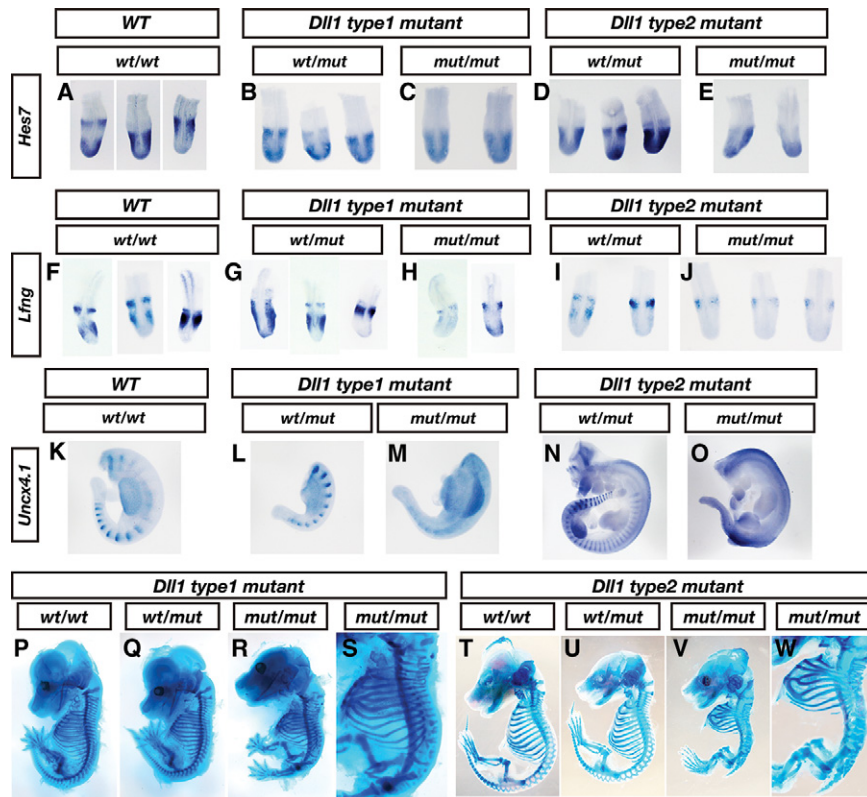 WT
Dll1 type1 mutant
Dll1 type2 mutant
wt/wt
wt/mut
mut/mut
wt/mut
mut/mut
Hes7
A
B
C
D
E
WT
Dll1 type1 mutant
Dll1 type2 mutant
wt/wt
wt/mut
mut/mut
wt/mut
mut/mut
Lfng
F
G
H
I
J
WT
Dll1 type1 mutant
Dll1 type2 mutant
wt/wt
wt/mut
mut/mut
wt/mut
mut/mut
Uncx4.1
K
L
M
N
O
Dll1 type1 mutant
Dll1 type2 mutant
wt/wt
wt/mut
mut/mut
mut/mut
wt/wt
wt/mut
mut/mut
mut/mut
P
Q
R
S
T
U
V
W